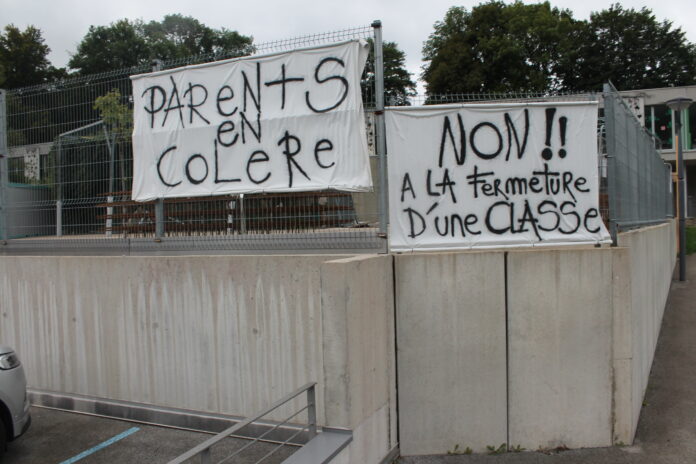 PAReNTS
eN
COLeRe
NON !!
A LA FeRMeTuRe
D'une CLASSe